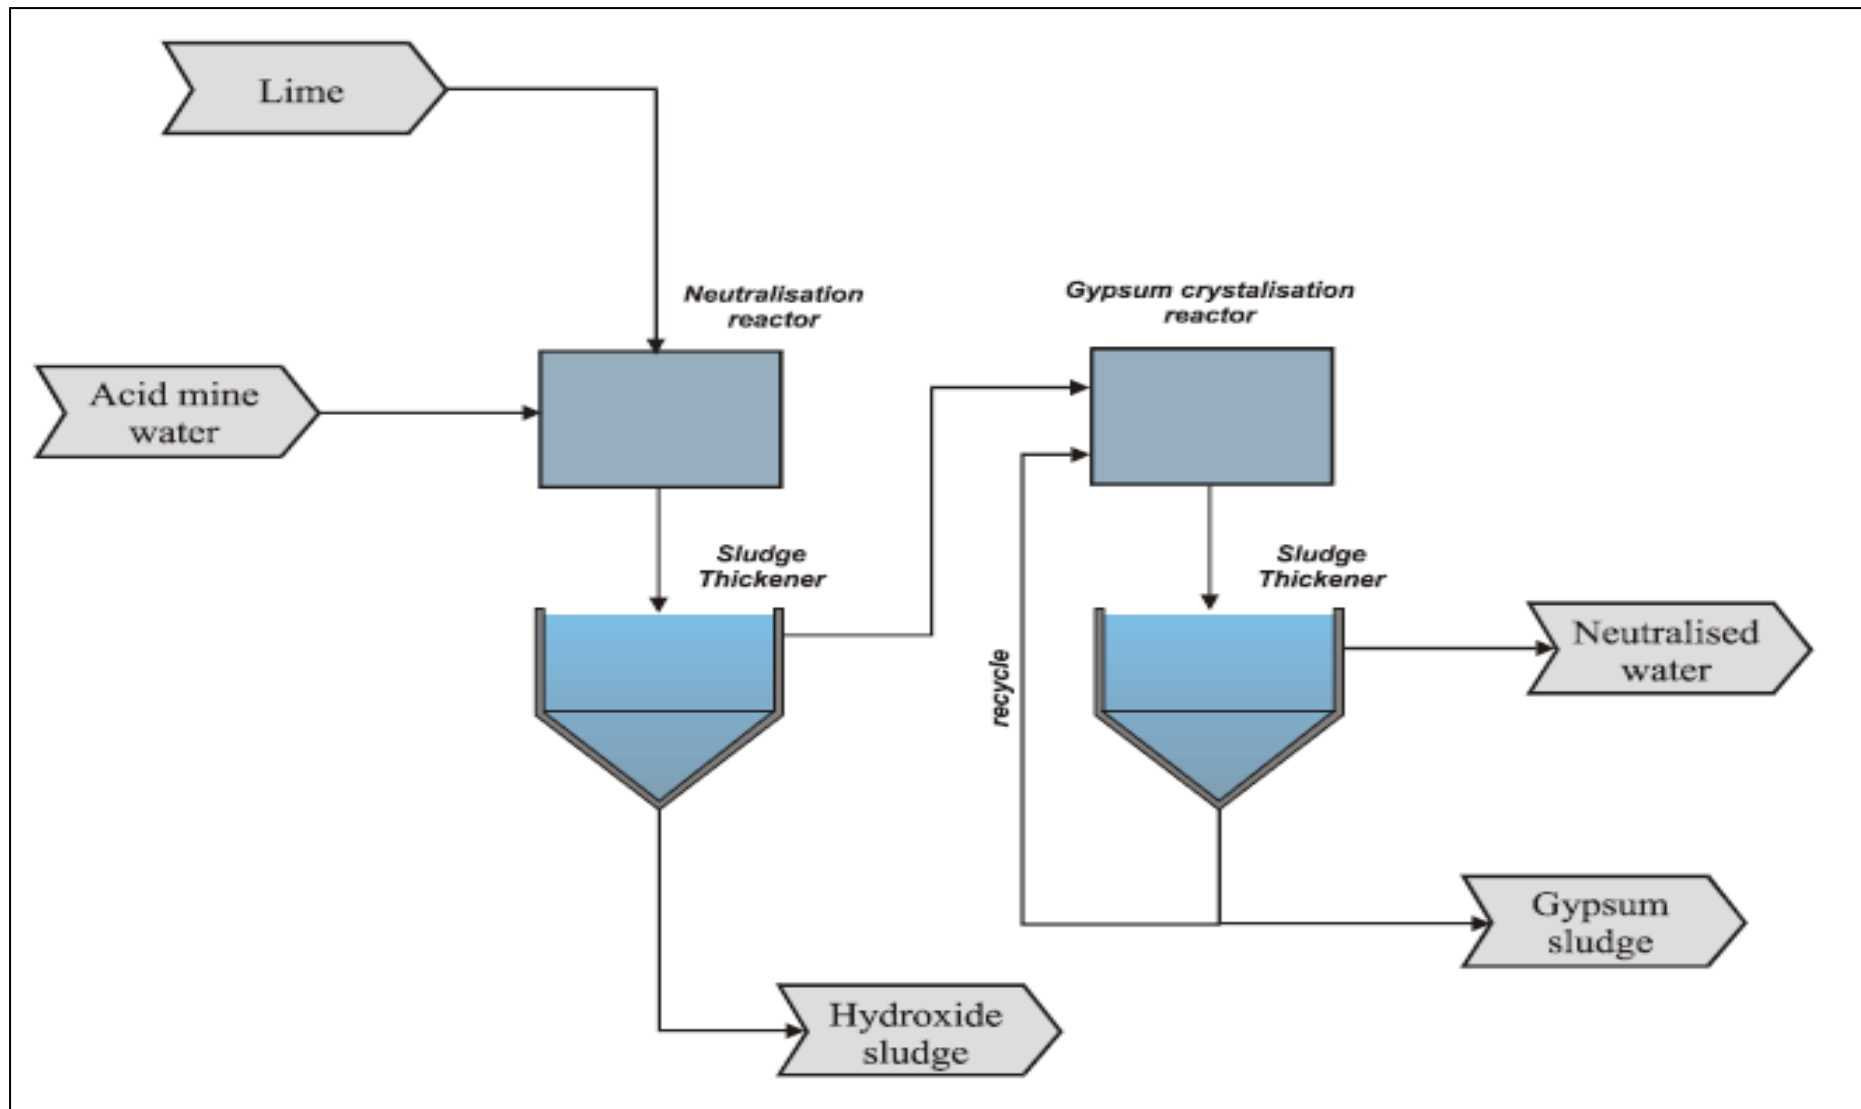 Lime
Neutralisation
reactor
Gypsum crystalisation
reactor
Acid mine
water
Sludge
Thickener
Sludge
Thickener
Neutralised
water
recycle
Gypsum
sludge
Hydroxide
sludge